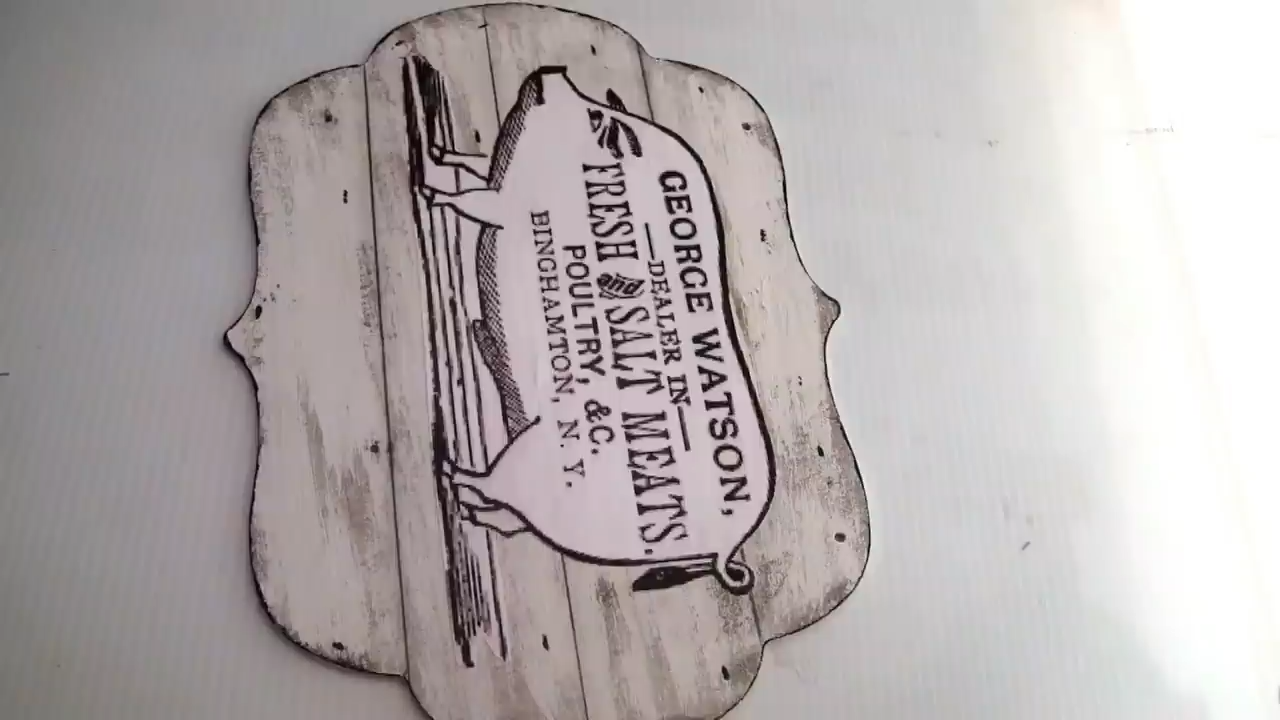 GEORGE WATSON,
—DEALER IN—
FRESH and SALT MEATS.
POULTRY, &C.
BINGHAMTON, N. Y.